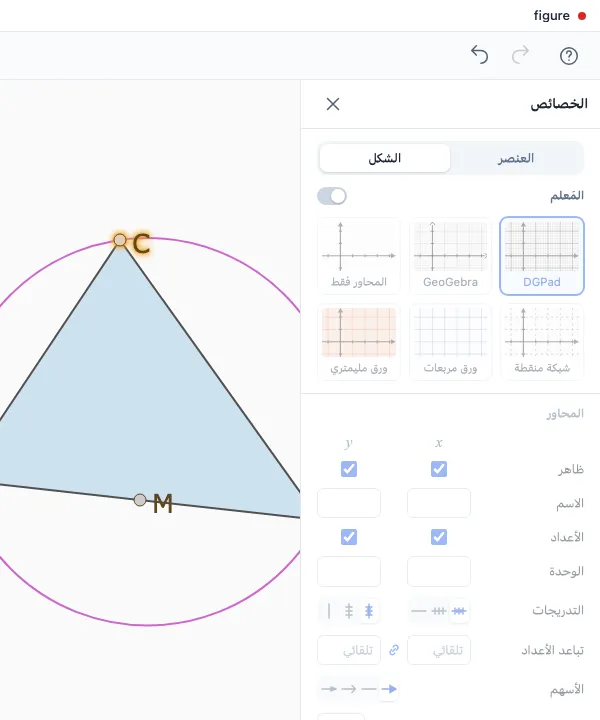 figure
الخصائص
العنصر
الشكل
المَعلم
DGPad
GeoGebra
المحاور فقط
شبكة منقطة
ورق مربعات
ورق مليمتري
المحاور
x y
ظاهر
الاسم
الأعداد
الوحدة
التدريجات
تباعد الأعداد تلقائي تلقائي
الأسهم
C
M